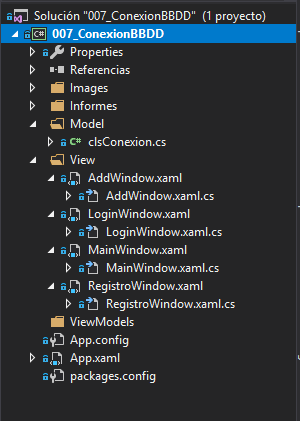 Solución "007_ConexionBBDD" (1 proyecto)
C# 007_ConexionBBDD
Properties
Referencias
Images
Informes
Model
C# clsConexion.cs
View
AddWindow.xaml
AddWindow.xaml.cs
LoginWindow.xaml
LoginWindow.xaml.cs
MainWindow.xaml
MainWindow.xaml.cs
RegistroWindow.xaml
RegistroWindow.xaml.cs
ViewModels
App.config
App.xaml
packages.config